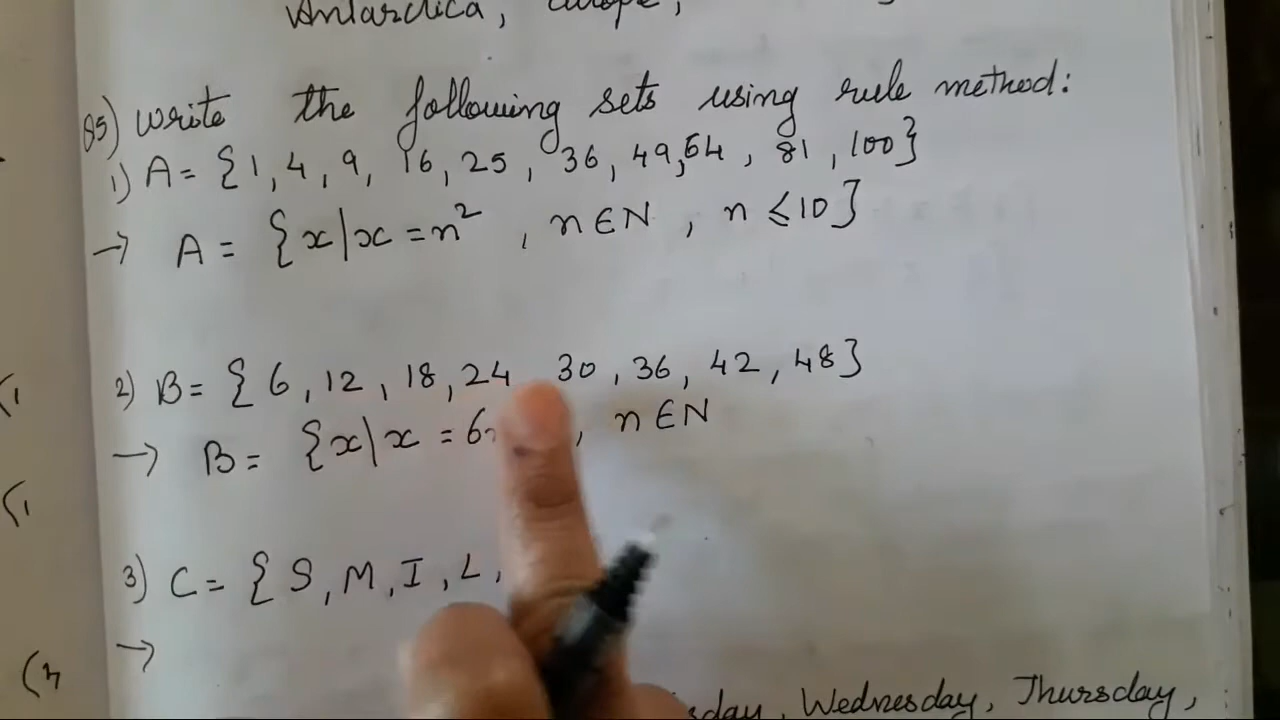 Antarctica, Europe,
Q5) Write the following sets using rule method:
1) A = {1, 4, 9, 16, 25, 36, 49, 64, 81, 100}
→ A = {x|x = n², n∈N, n ≤ 10}
2) B = {6, 12, 18, 24, 30, 36, 42, 48}
→ B = {x|x = 6 , n∈N
3) C = {S, M, I, L,
→
Wednesday, Thursday,